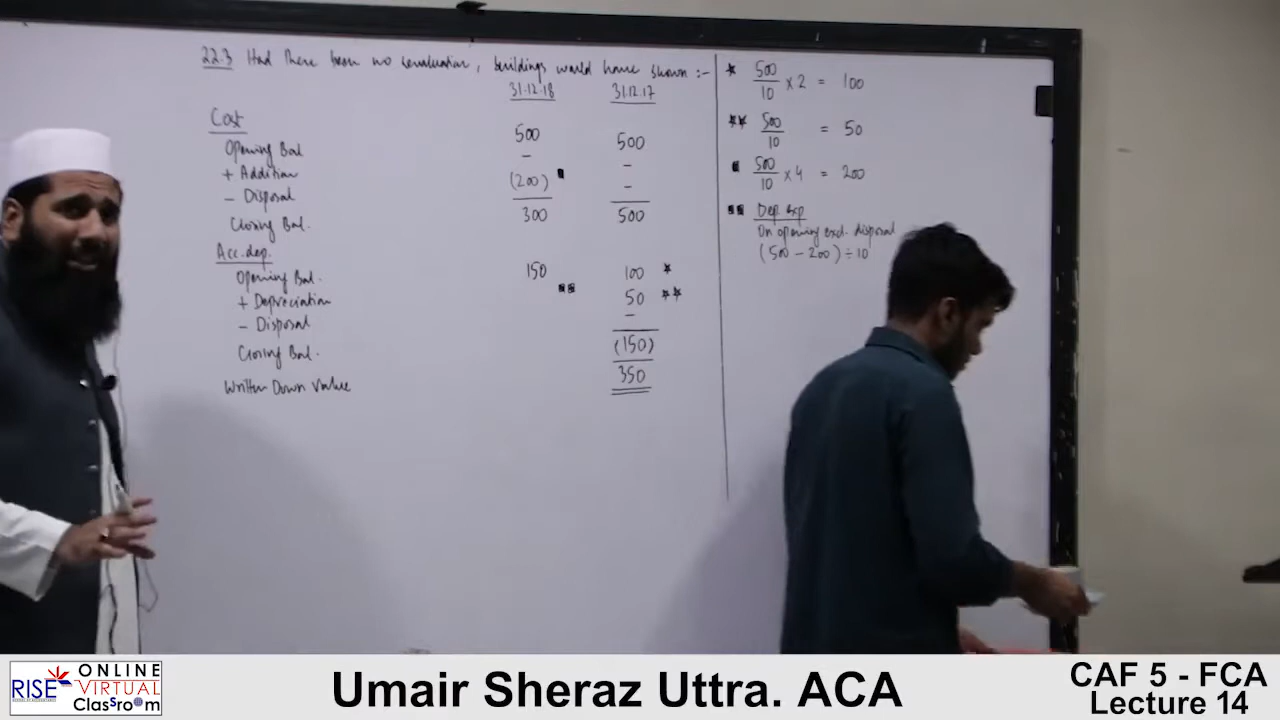 22.3 Had there been no revaluation, buildings would have shown :-
31.12.18 31.12.17
Cost
Opening Bal 500 500
+ Addition - -
- Disposal (200) ■ -
Closing Bal. 300 500
Acc. dep.
Opening Bal. 150 100 *
+ Depreciation ■■ 50 **
- Disposal -
Closing Bal. (150)
Written Down Value 350
* 500/10 x 2 = 100
** 500/10 = 50
■ 500/10 x 4 = 200
■■ Dep. exp
On opening excl. disposal
(500 - 200) ÷ 10
RISE ONLINE
VIRTUAL
Classroom
Umair Sheraz Uttra. ACA
CAF 5 - FCA
Lecture 14